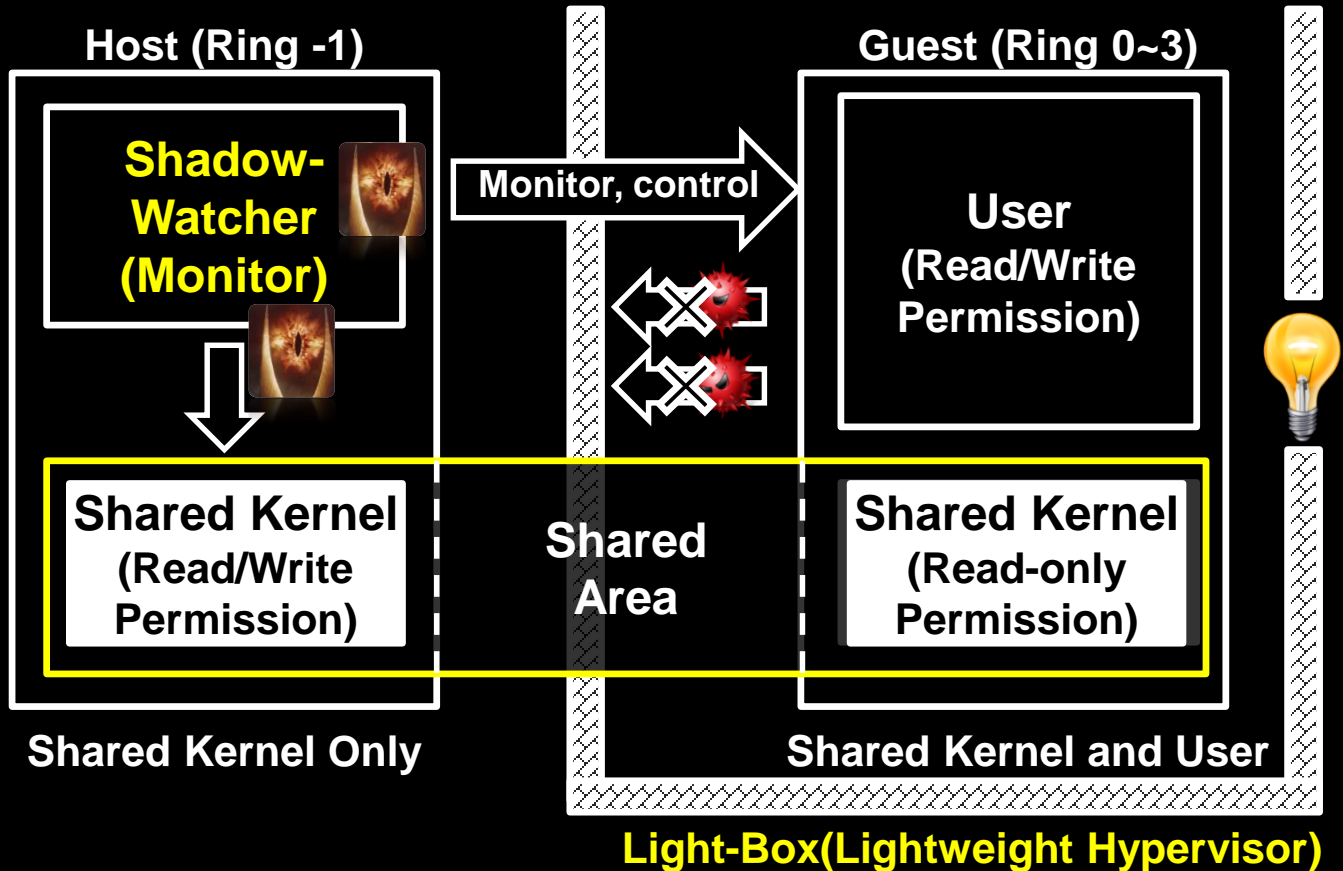 Host (Ring -1)
Guest (Ring 0~3)
Shadow-
Watcher
(Monitor)
Monitor, control
User
(Read/Write
Permission)
Shared Kernel
(Read/Write
Permission)
Shared
Area
Shared Kernel
(Read-only
Permission)
Shared Kernel Only
Shared Kernel and User
Light-Box(Lightweight Hypervisor)